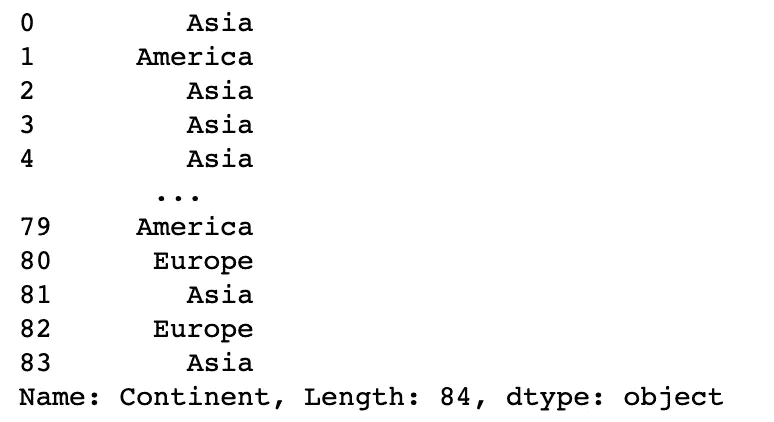 0 Asia
1 America
2 Asia
3 Asia
4 Asia
...
79 America
80 Europe
81 Asia
82 Europe
83 Asia
Name: Continent, Length: 84, dtype: object